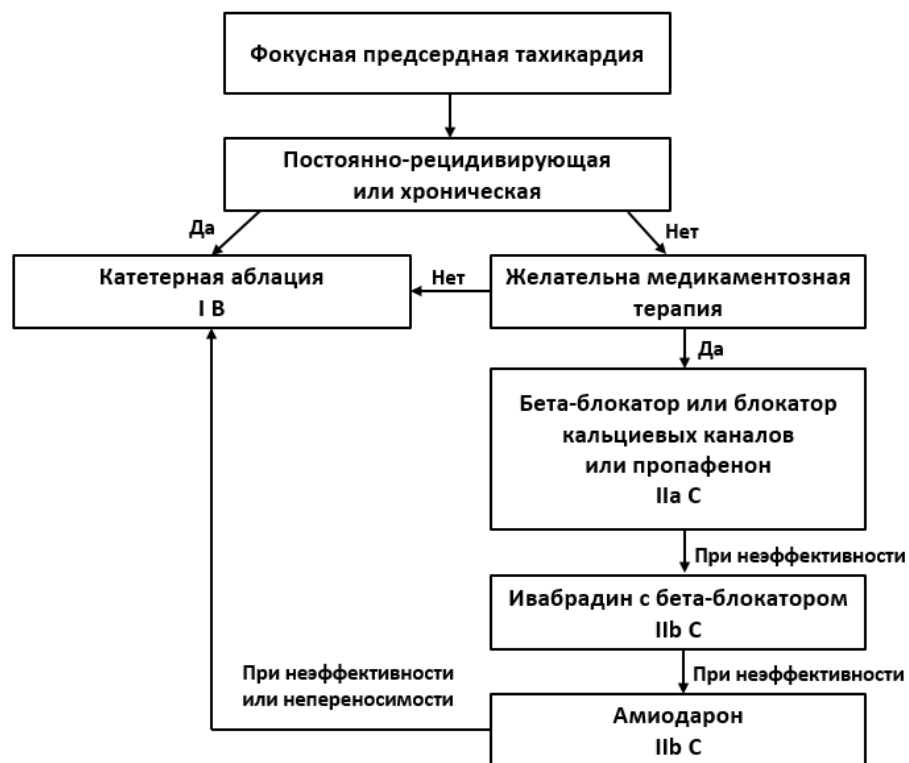 Фокусная предсердная тахикардия
Постоянно-рецидивирующая
или хроническая
Да
Нет
Катетерная аблация
I B
Нет
Желательна медикаментозная
терапия
Да
Бета-блокатор или блокатор
кальциевых каналов
или пропафенон
IIa C
При неэффективности
Ивабрадин с бета-блокатором
IIb C
При неэффективности
При неэффективности
или непереносимости
Амиодарон
IIb C